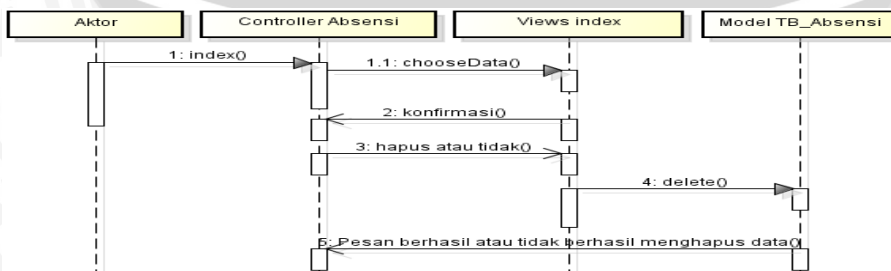 Aktor
Controller Absensi
Views index
Model TB_Absensi
1: index()
1.1: chooseData()
2: konfirmasi()
3: hapus atau tidak()
4: delete()
5: Pesan berhasil atau tidak berhasil menghapus data()